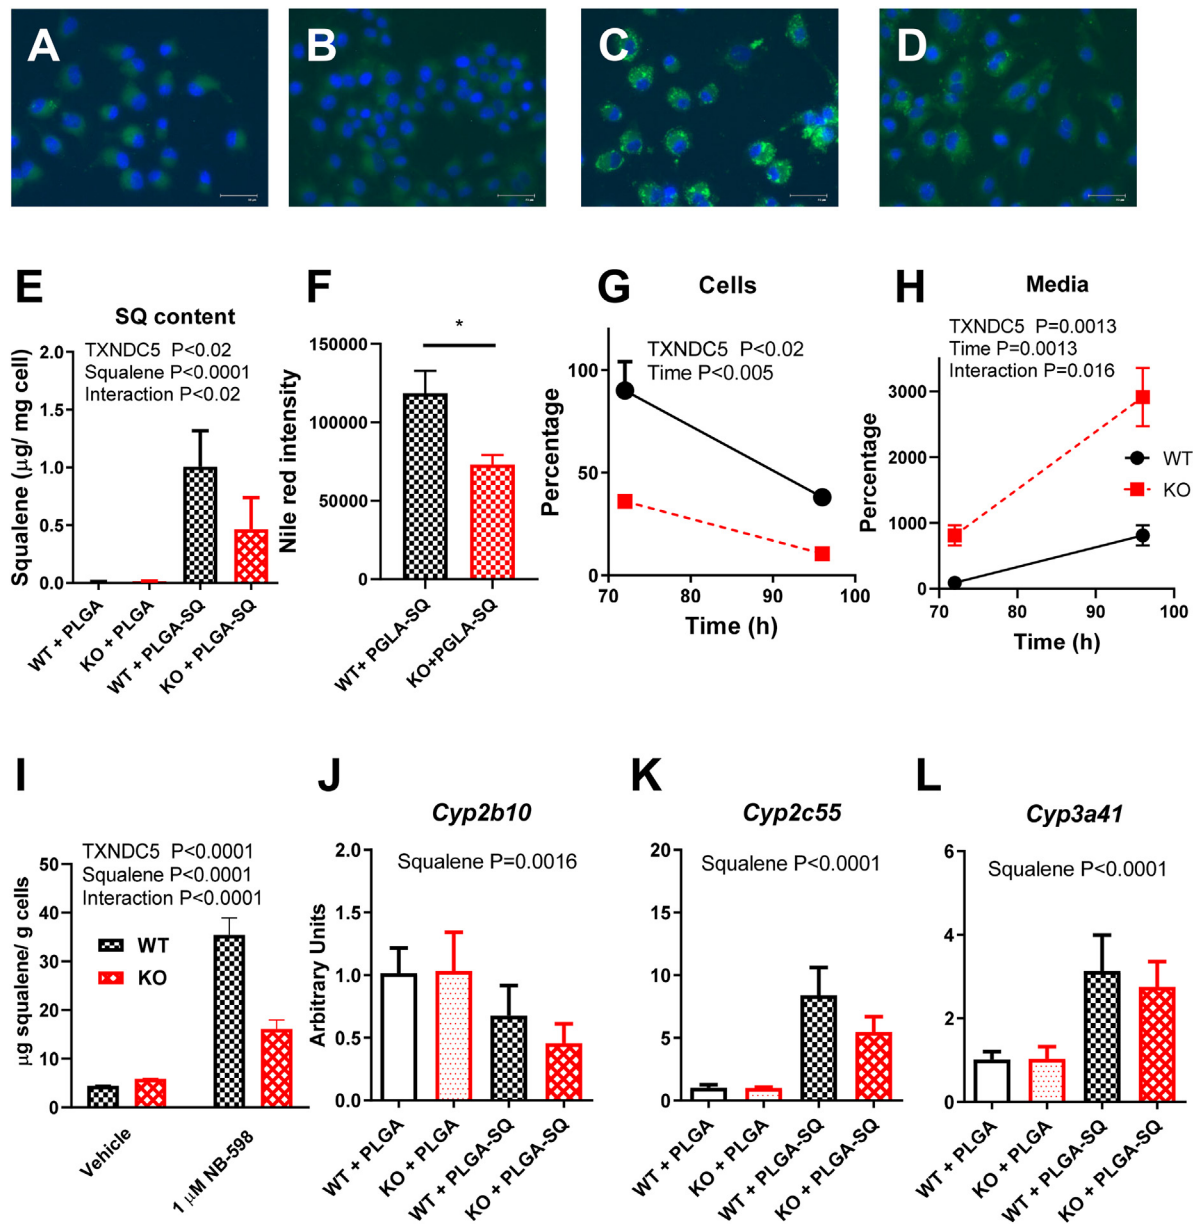 A
B
C
D
E
SQ content
TXNDC5 P<0.02
Squalene P<0.0001
Interaction P<0.02
Squalene (μg/ mg cell)
2.0
1.5
1.0
0.5
0.0
WT + PLGA
KO + PLGA
WT + PLGA-SQ
KO + PLGA-SQ
F
*
Nile red intensity
150000
100000
50000
0
WT+ PGLA-SQ
KO+PGLA-SQ
G
Cells
TXNDC5 P<0.02
Time P<0.005
Percentage
100
50
0
70
80
90
100
Time (h)
H
Media
TXNDC5 P=0.0013
Time P=0.0013
Interaction P=0.016
Percentage
3000
2000
1000
0
WT
KO
70
80
90
100
Time (h)
I
TXNDC5 P<0.0001
Squalene P<0.0001
Interaction P<0.0001
μg squalene/ g cells
50
40
30
20
10
0
WT
KO
Vehicle
1 μM NB-598
J
Cyp2b10
Squalene P=0.0016
Arbitrary Units
2.0
1.5
1.0
0.5
0.0
WT + PLGA
KO + PLGA
WT + PLGA-SQ
KO + PLGA-SQ
K
Cyp2c55
Squalene P<0.0001
20
15
10
5
0
WT + PLGA
KO + PLGA
WT + PLGA-SQ
KO + PLGA-SQ
L
Cyp3a41
Squalene P<0.0001
6
4
2
0
WT + PLGA
KO + PLGA
WT + PLGA-SQ
KO + PLGA-SQ